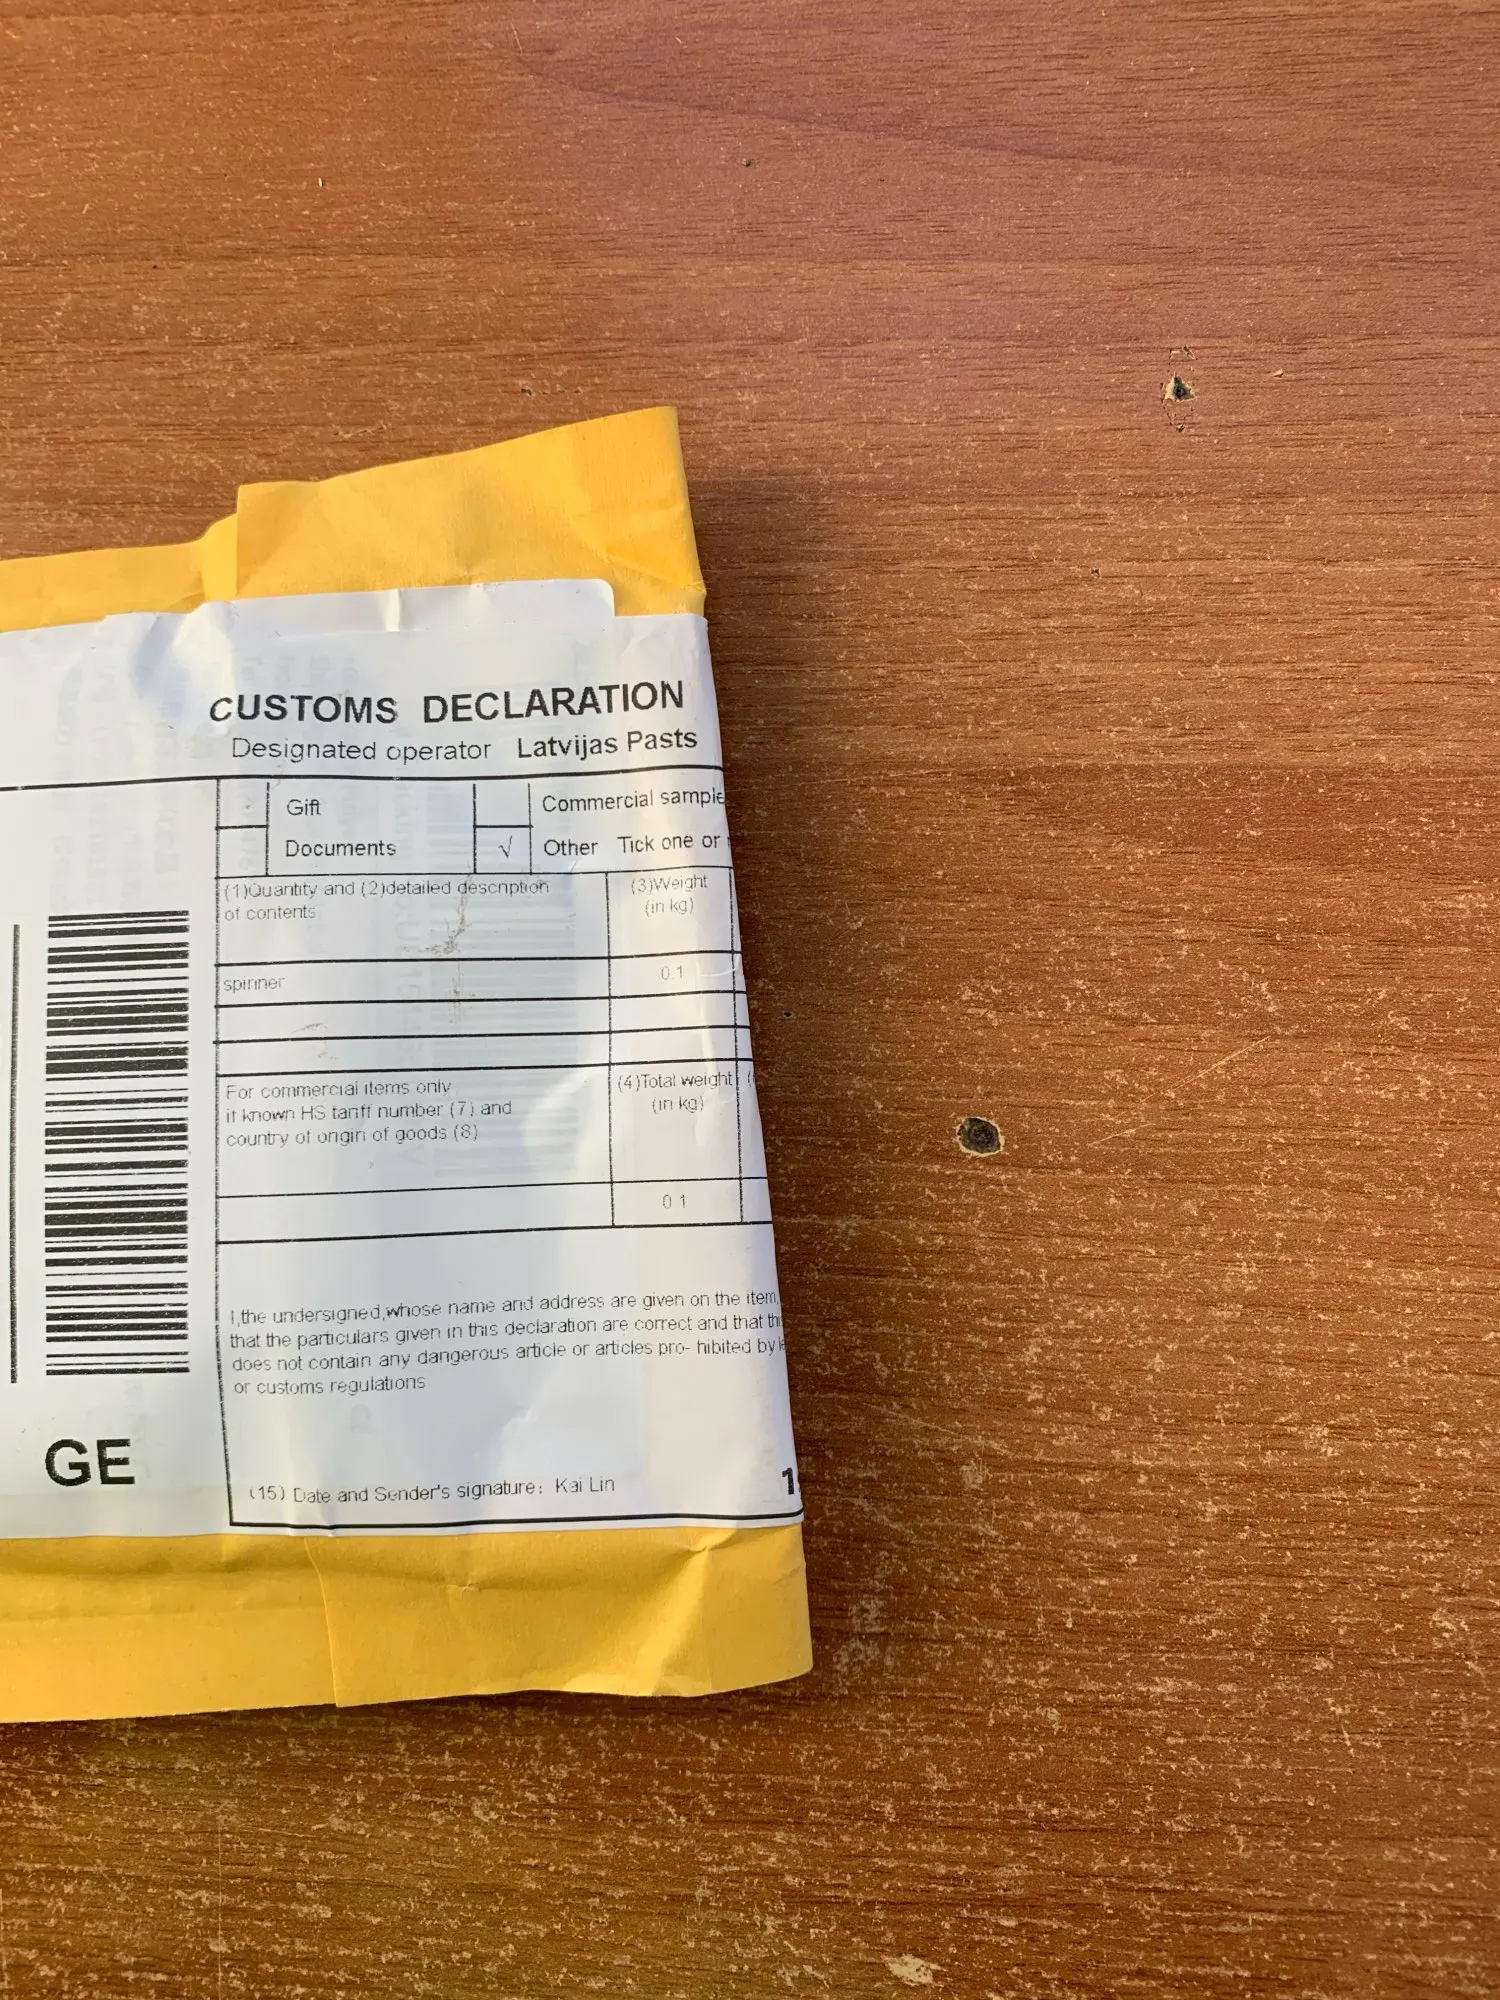 CUSTOMS DECLARATION
Designated operator Latvijas Pasts
Gift
Commercial sample
Documents
√ Other Tick one or
(1)Quantity and (2)detailed description
of contents
(3)Weight
(in kg)
spinner
0.1
For commercial items only
if known HS tariff number (7) and
country of origin of goods (8)
(4)Total weight
(in kg)
0.1
I,the undersigned,whose name and address are given on the item,
that the particulars given in this declaration are correct and that
does not contain any dangerous article or articles pro- hibited by
or customs regulations
(15) Date and Sender's signature: Kai Lin
GE